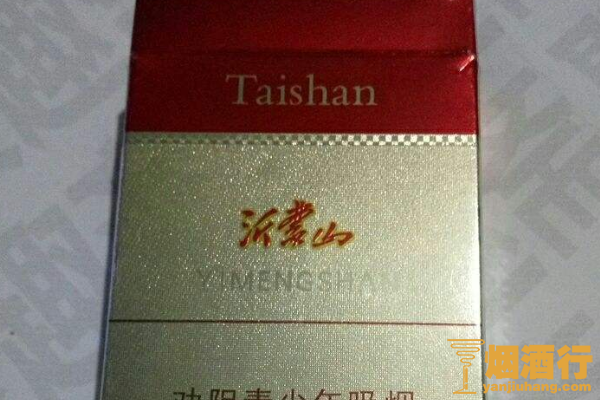 Taishan
沂蒙山
YIMENGSHAN
劝阻青少年吸烟
烟酒行
yanjiuhang.com